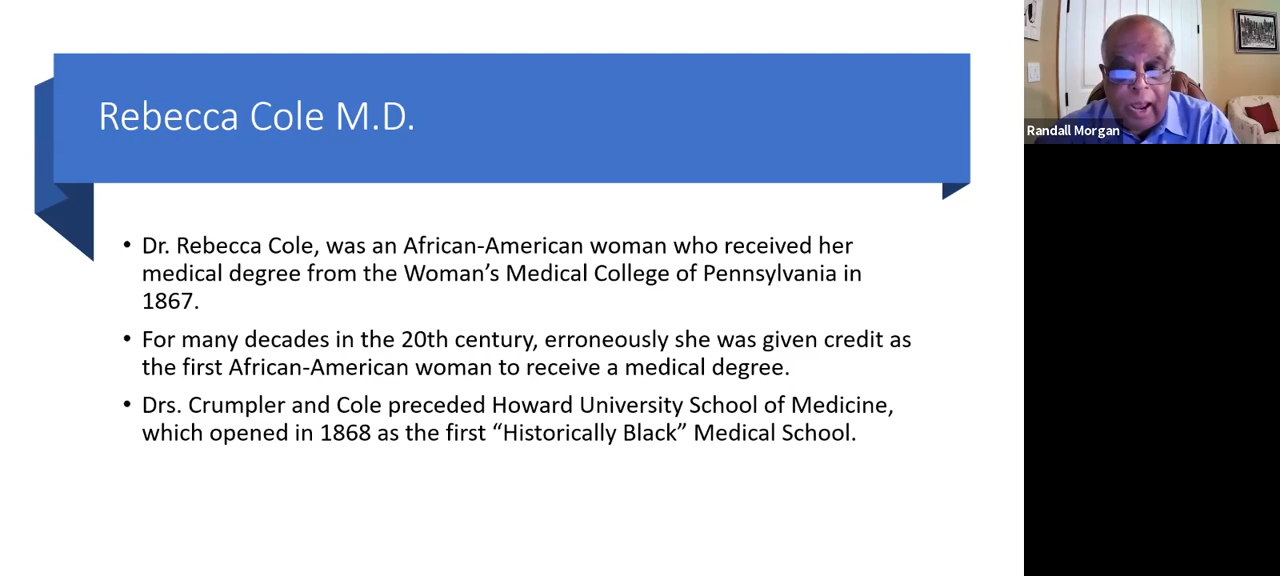 Rebecca Cole M.D.
• Dr. Rebecca Cole, was an African-American woman who received her
medical degree from the Woman’s Medical College of Pennsylvania in
1867.
• For many decades in the 20th century, erroneously she was given credit as
the first African-American woman to receive a medical degree.
• Drs. Crumpler and Cole preceded Howard University School of Medicine,
which opened in 1868 as the first “Historically Black” Medical School.
Randall Morgan